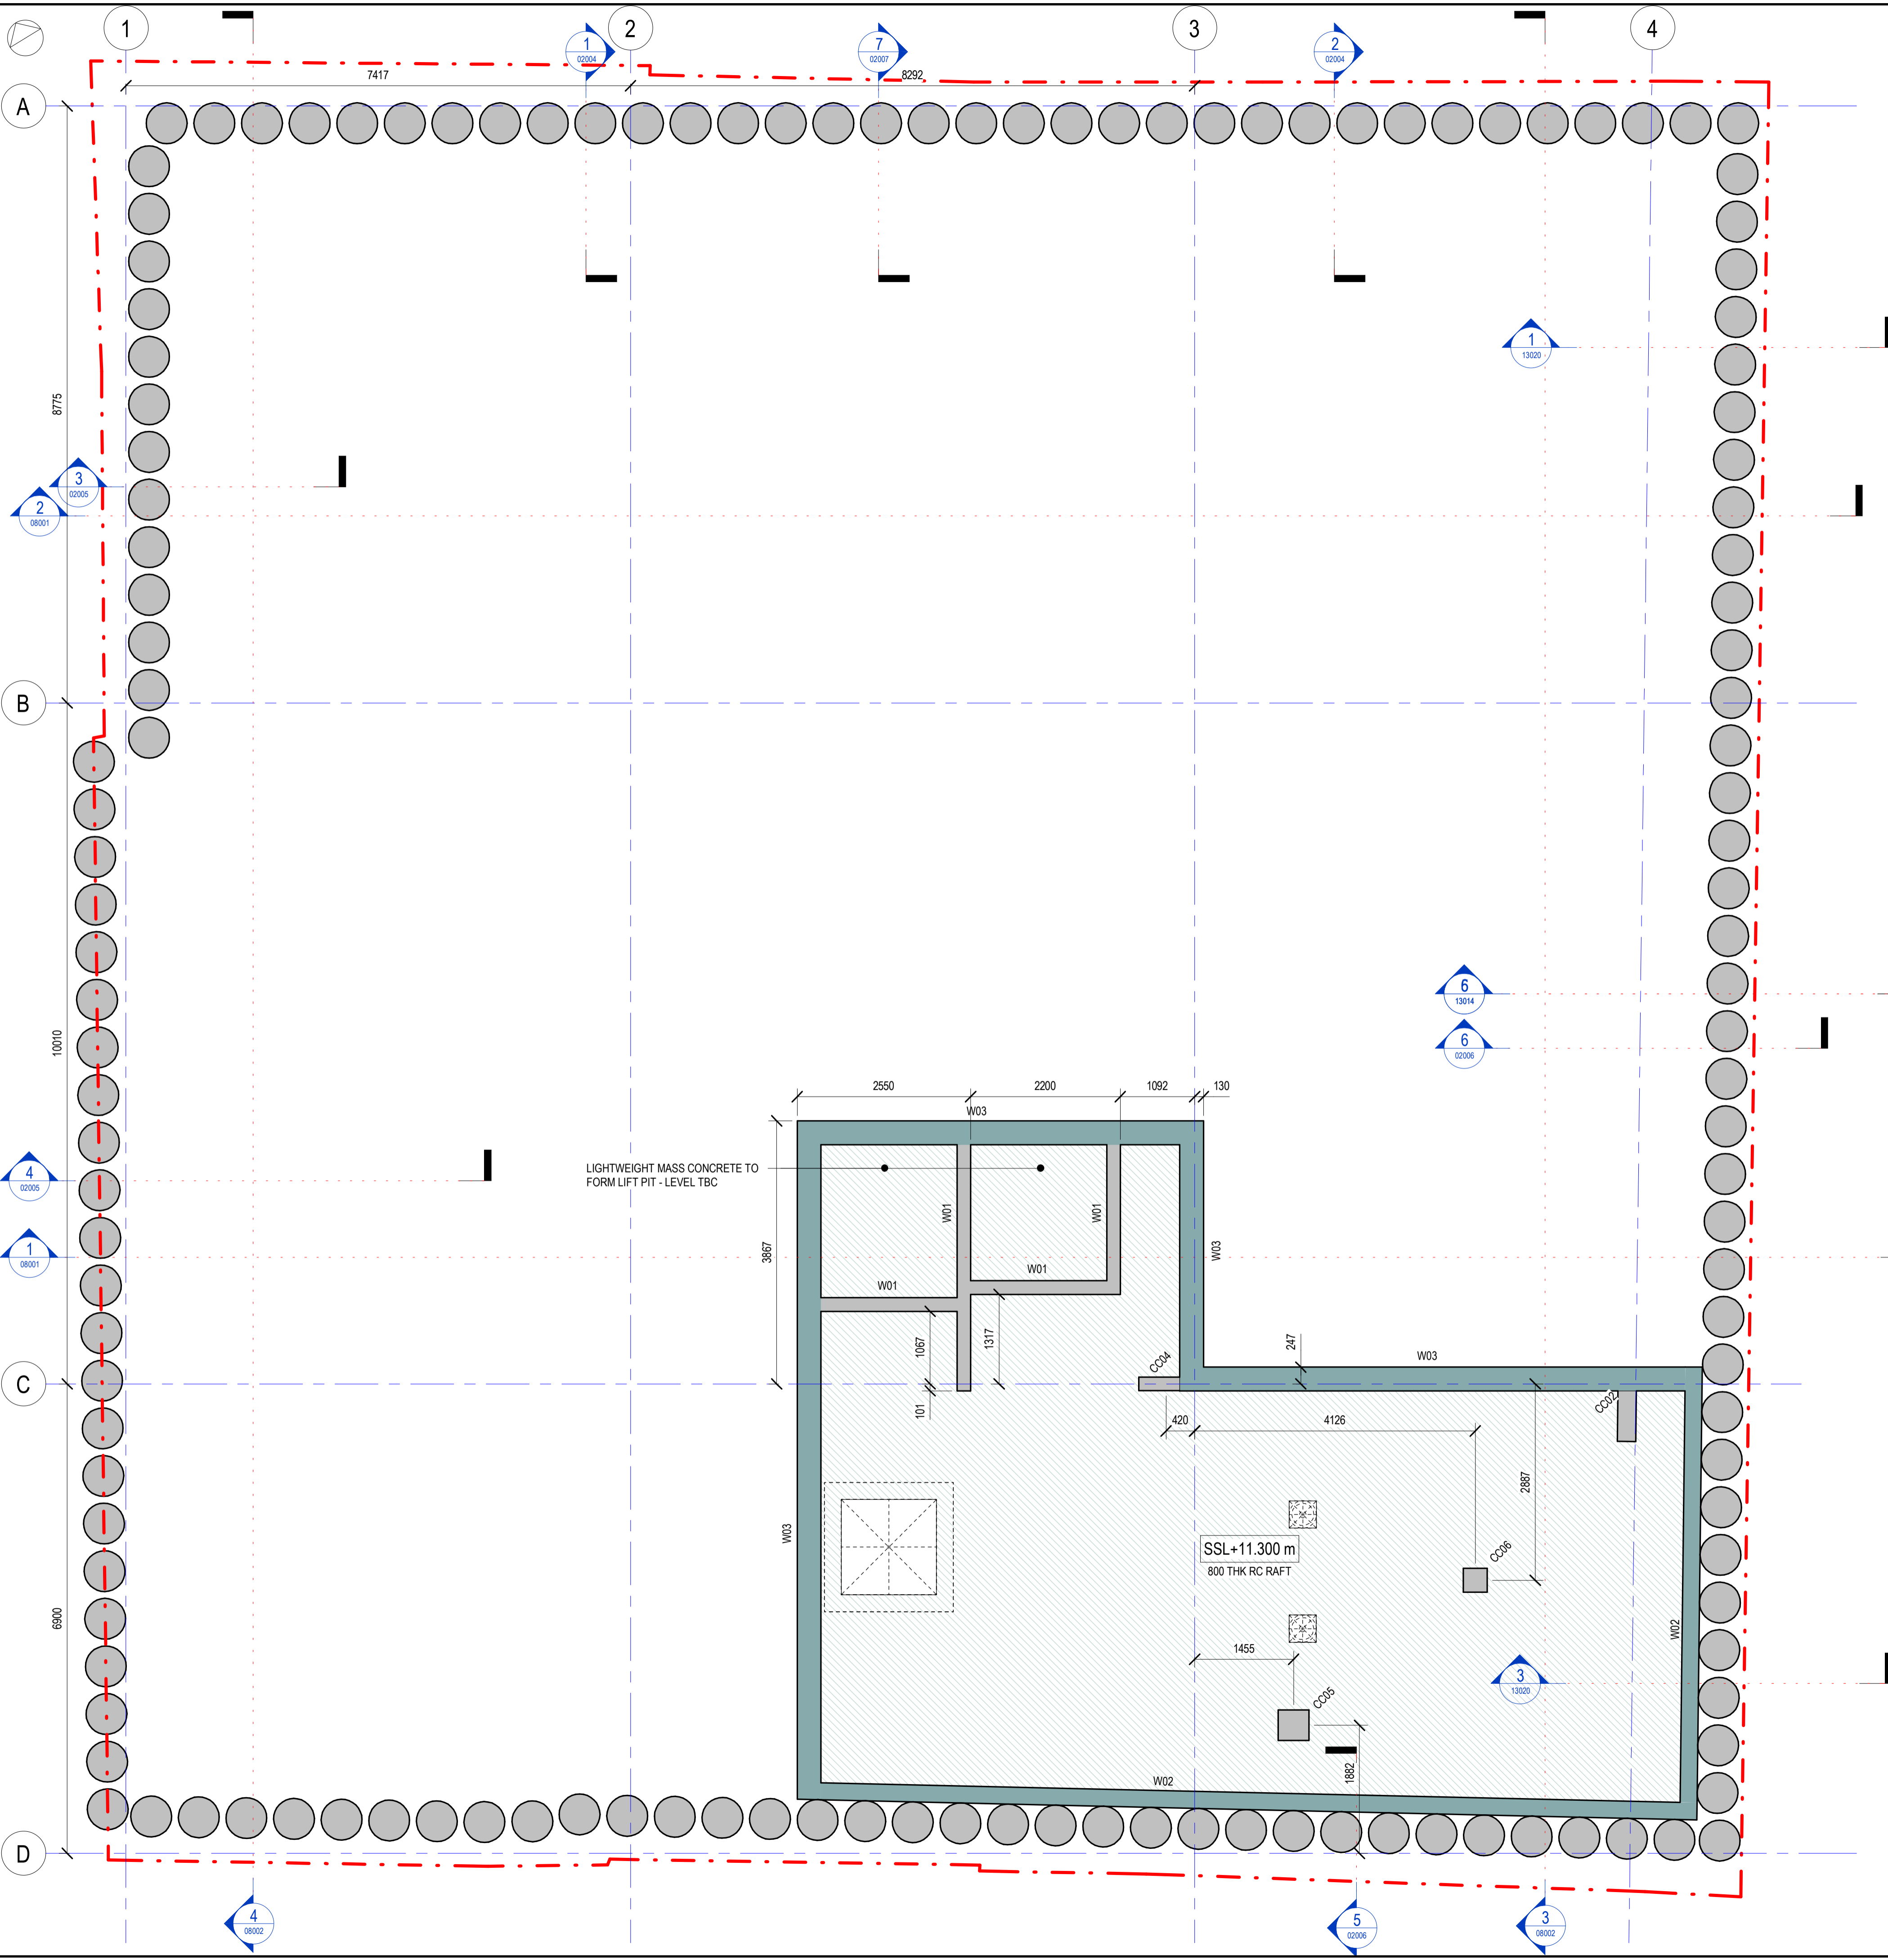 1
2
3
4
1
02004
7
02007
2
02004
7417
8292
A
1
13020
8775
3
02005
2
08001
B
6
13014
6
02006
10010
2550
2200
1092
130
W03
LIGHTWEIGHT MASS CONCRETE TO
FORM LIFT PIT - LEVEL TBC
4
02005
W01
W01
3867
W03
1
08001
W01
W01
1067
1317
247
W03
CC04
C
CC02
101
420
4126
2887
W03
SSL+11.300 m
800 THK RC RAFT
CC06
6900
W02
1455
3
13020
CC05
1882
W02
D
4
08002
5
02006
3
08002